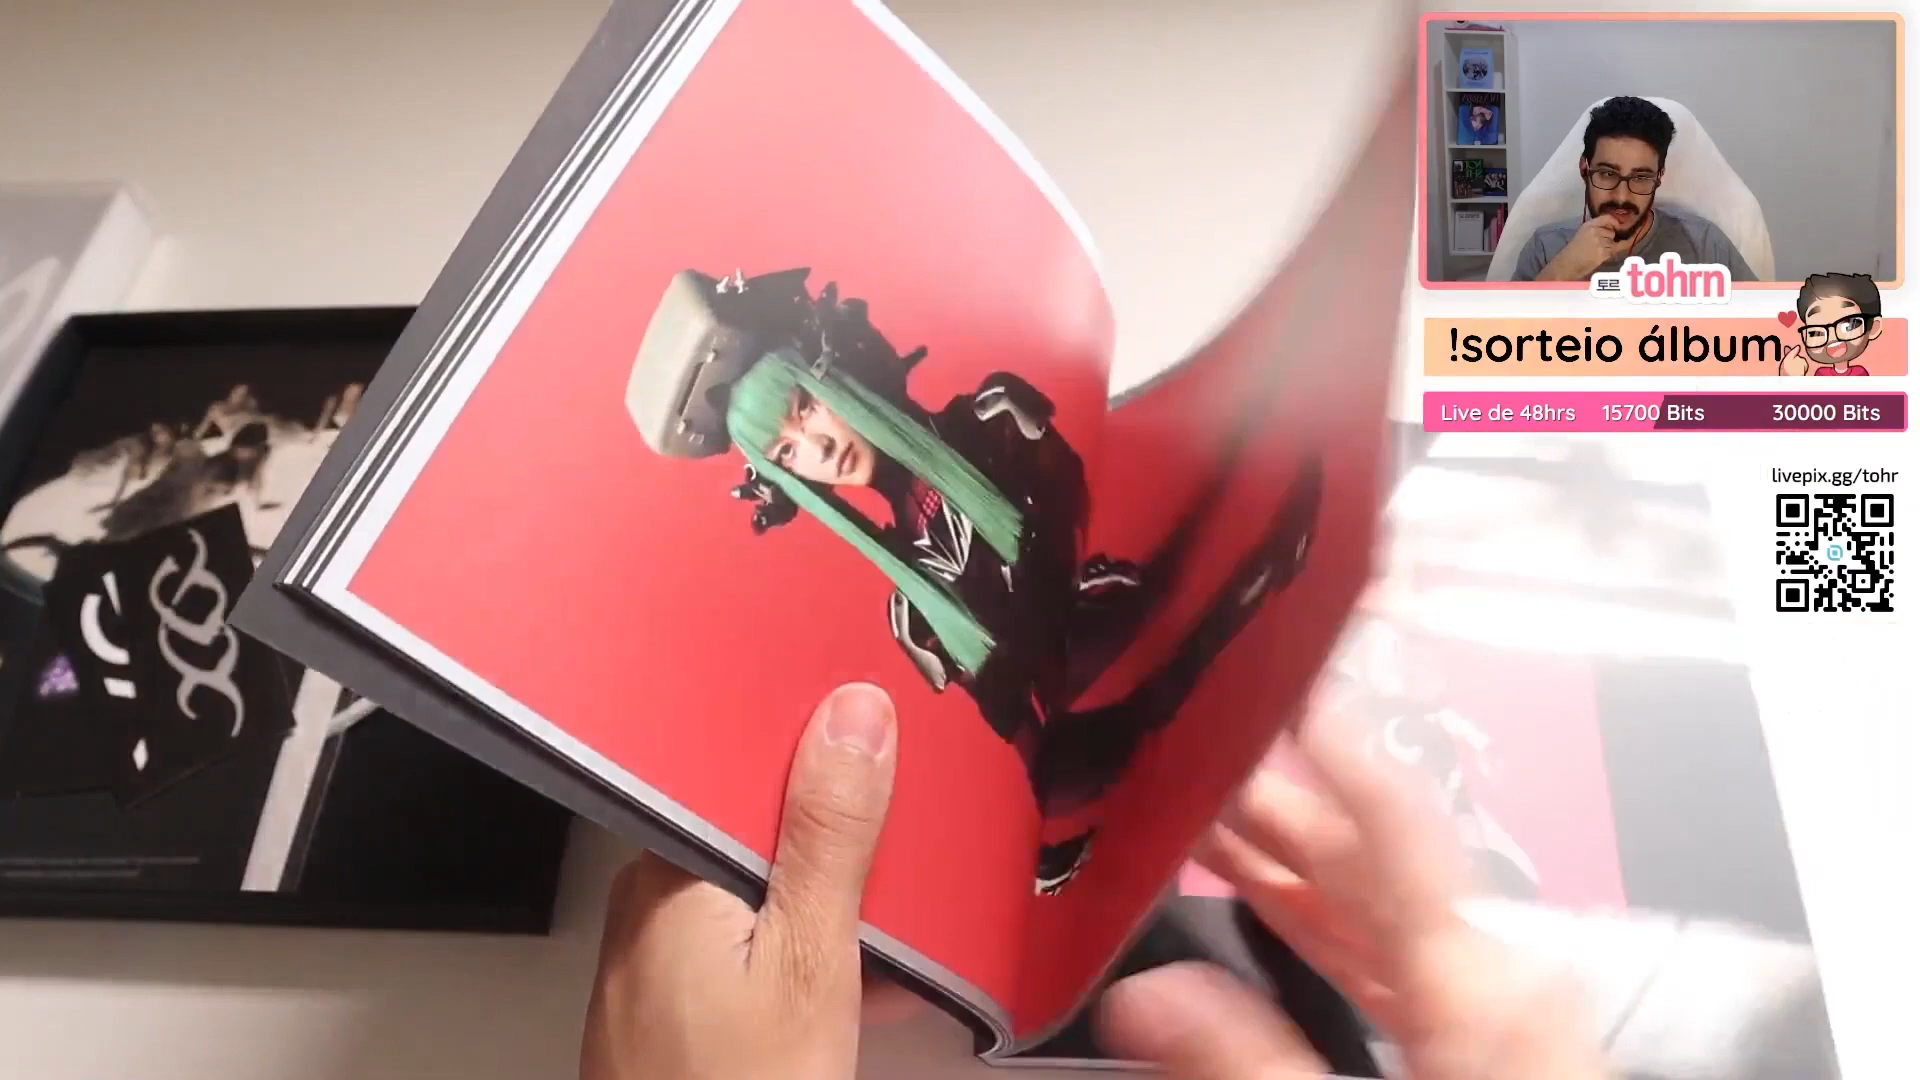 토르 tohrn
!sorteio álbum
Live de 48hrs 15700 Bits 30000 Bits
livepix.gg/tohr